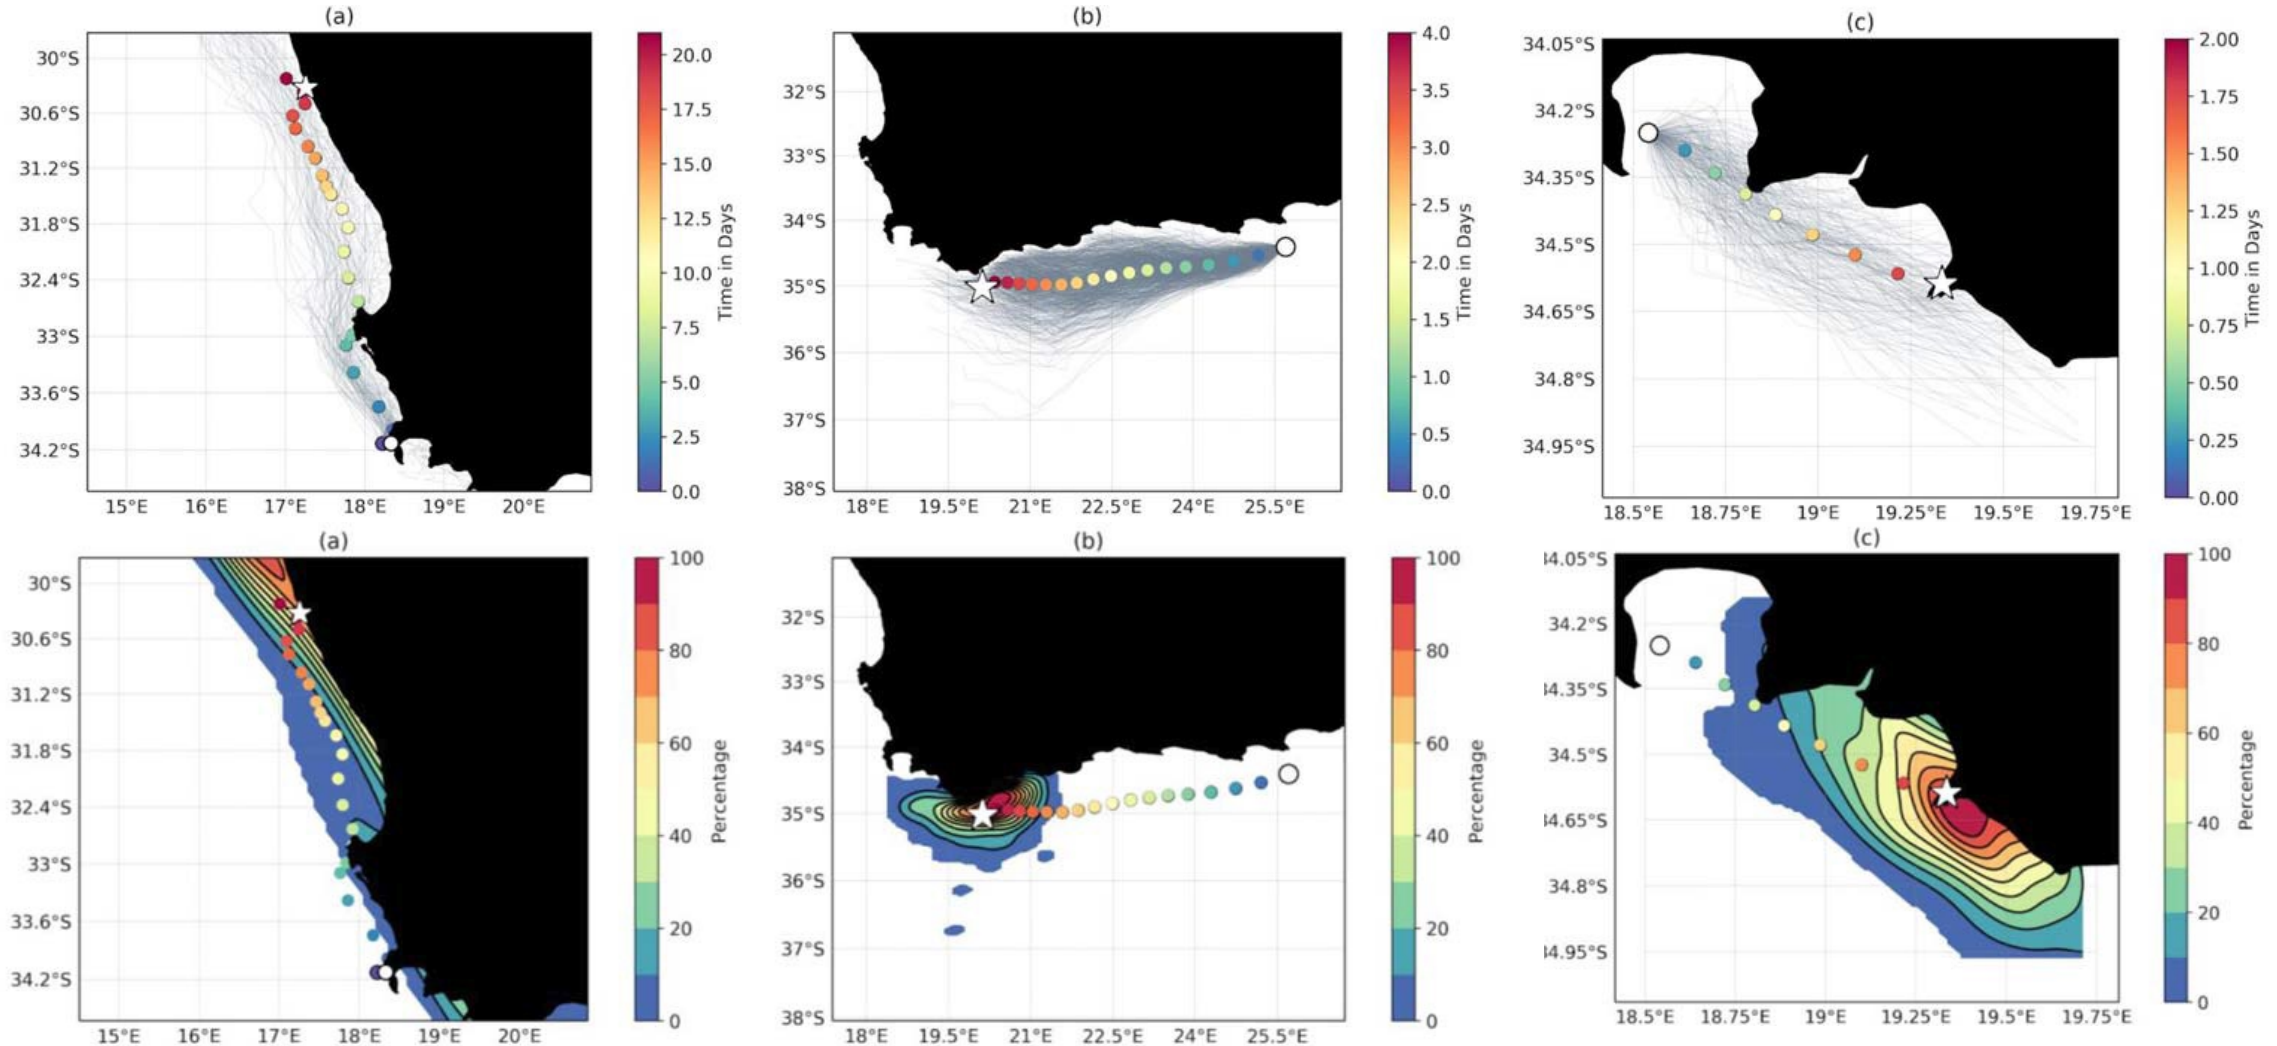 (a)
30°S
30.6°S
31.2°S
31.8°S
32.4°S
33°S
33.6°S
34.2°S
15°E 16°E 17°E 18°E 19°E 20°E
20.0
17.5
15.0
12.5
10.0
7.5
5.0
2.5
0.0
Time in Days
(b)
32°S
33°S
34°S
35°S
36°S
37°S
38°S
18°E 19.5°E 21°E 22.5°E 24°E 25.5°E
4.0
3.5
3.0
2.5
2.0
1.5
1.0
0.5
0.0
Time in Days
(c)
34.05°S
34.2°S
34.35°S
34.5°S
34.65°S
34.8°S
34.95°S
18.5°E 18.75°E 19°E 19.25°E 19.5°E 19.75°E
2.00
1.75
1.50
1.25
1.00
0.75
0.50
0.25
0.00
Time in Days
(a)
30°S
30.6°S
31.2°S
31.8°S
32.4°S
33°S
33.6°S
34.2°S
15°E 16°E 17°E 18°E 19°E 20°E
100
80
60
40
20
0
Percentage
(b)
32°S
33°S
34°S
35°S
36°S
37°S
38°S
18°E 19.5°E 21°E 22.5°E 24°E 25.5°E
100
80
60
40
20
0
Percentage
(c)
34.05°S
34.2°S
34.35°S
34.5°S
34.65°S
34.8°S
34.95°S
18.5°E 18.75°E 19°E 19.25°E 19.5°E 19.75°E
100
80
60
40
20
0
Percentage